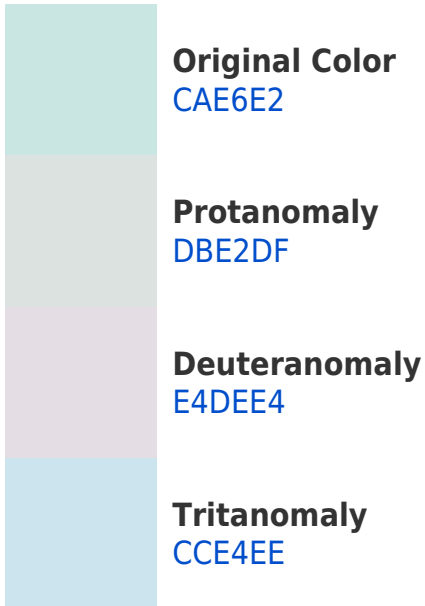 Original Color
CAE6E2
Protanomaly
DBE2DF
Deuteranomaly
E4DEE4
Tritanomaly
CCE4EE